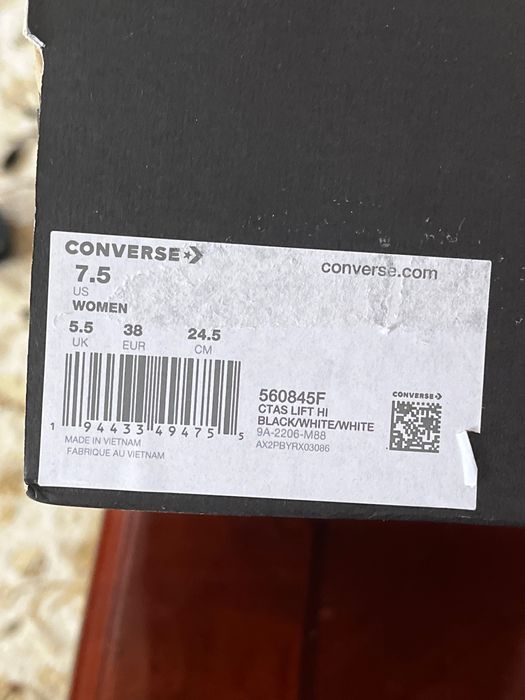 CONVERSE
converse.com
7.5
US
WOMEN
5.5 38 24.5
UK EUR CM
560845F
CTAS LIFT HI
BLACK/WHITE/WHITE
9A-2206-M88
AX2PBYRX03086
CONVERSE
1 94433 49475 5
MADE IN VIETNAM
FABRIQUE AU VIETNAM